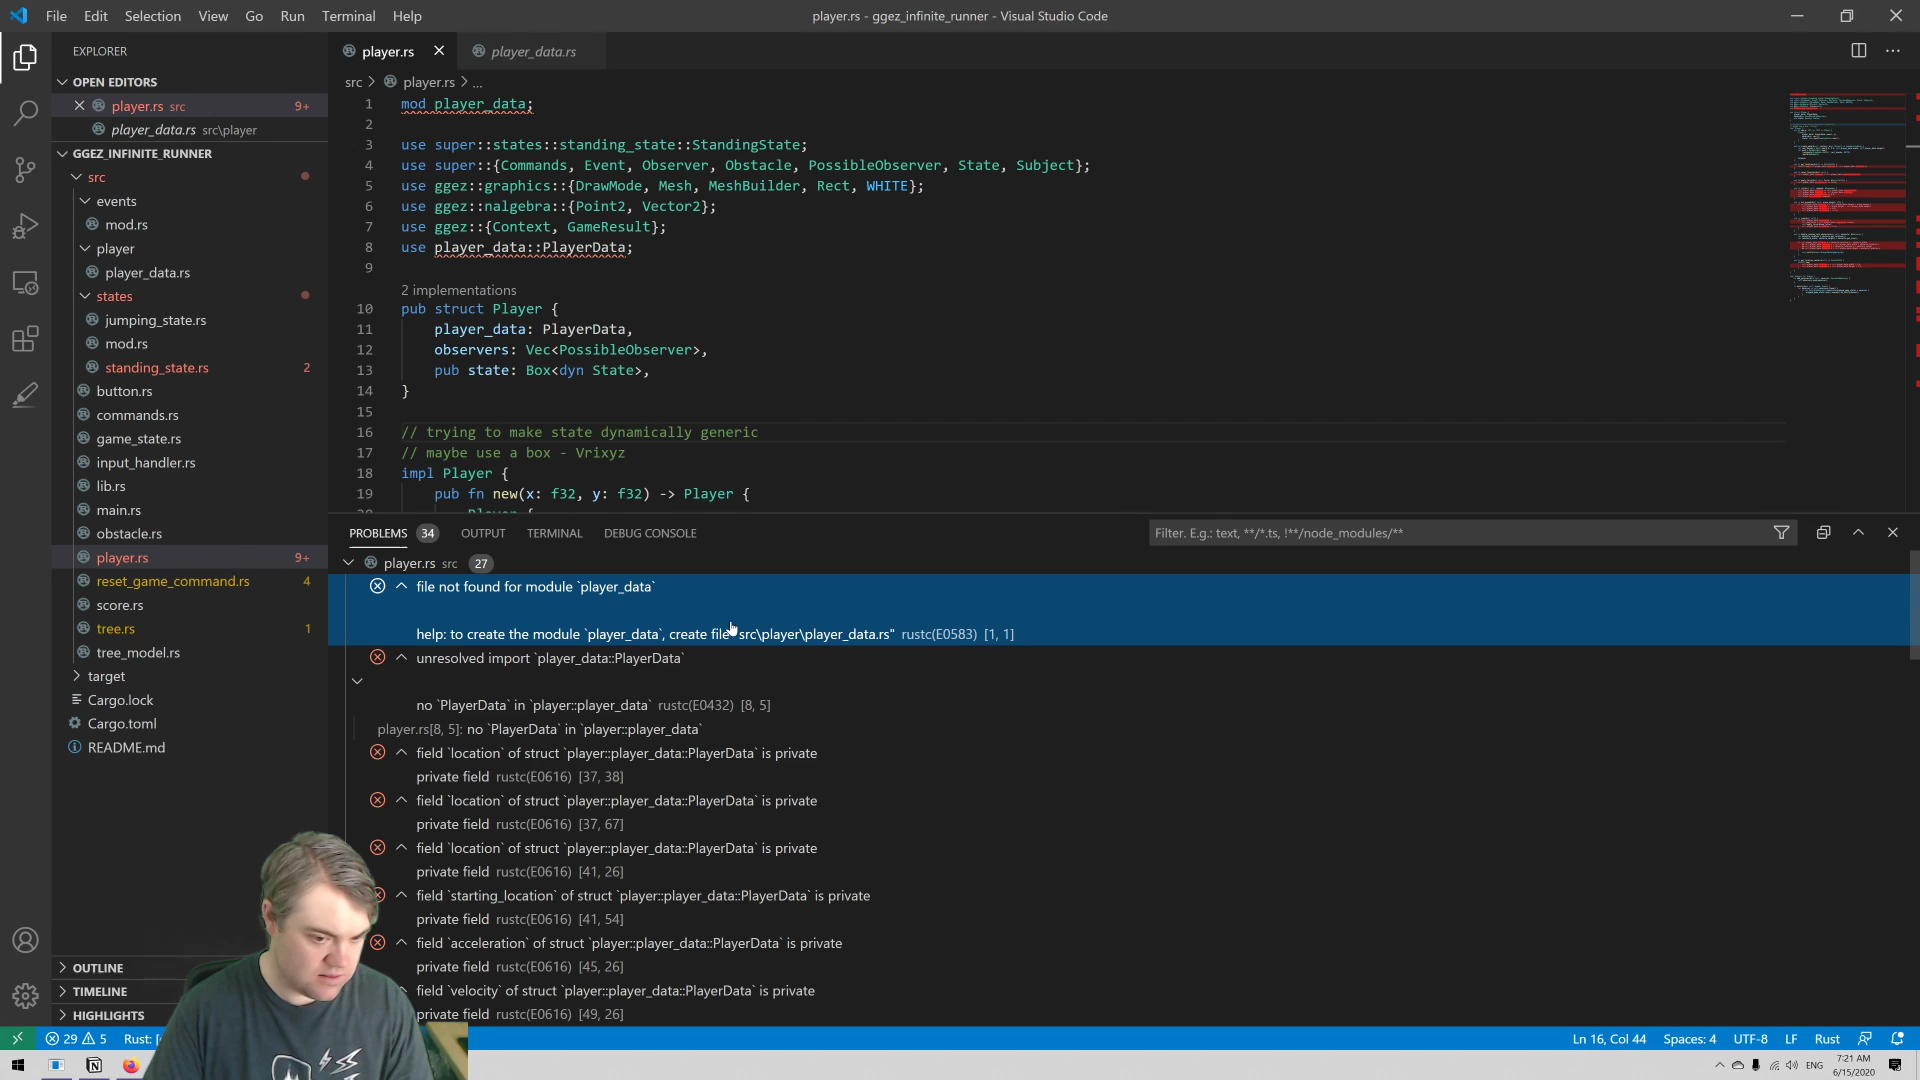 File Edit Selection View Go Run Terminal Help
player.rs - ggez_infinite_runner - Visual Studio Code
EXPLORER
OPEN EDITORS
player.rs src 9+
player_data.rs src\player
GGEZ_INFINITE_RUNNER
src
events
mod.rs
player
player_data.rs
states
jumping_state.rs
mod.rs
standing_state.rs 2
button.rs
commands.rs
game_state.rs
input_handler.rs
lib.rs
main.rs
obstacle.rs
player.rs 9+
reset_game_command.rs 4
score.rs
tree.rs 1
tree_model.rs
target
Cargo.lock
Cargo.toml
README.md
OUTLINE
TIMELINE
HIGHLIGHTS
player.rs
player_data.rs
src > player.rs > ...
1 mod player_data;
2
3 use super::states::standing_state::StandingState;
4 use super::{Commands, Event, Observer, Obstacle, PossibleObserver, State, Subject};
5 use ggez::graphics::{DrawMode, Mesh, MeshBuilder, Rect, WHITE};
6 use ggez::nalgebra::{Point2, Vector2};
7 use ggez::{Context, GameResult};
8 use player_data::PlayerData;
9
2 implementations
10 pub struct Player {
11 player_data: PlayerData,
12 observers: Vec<PossibleObserver>,
13 pub state: Box<dyn State>,
14 }
15
16 // trying to make state dynamically generic
17 // maybe use a box - Vrixyz
18 impl Player {
19 pub fn new(x: f32, y: f32) -> Player {
PROBLEMS 34 OUTPUT TERMINAL DEBUG CONSOLE
Filter. E.g.: text, **/*.ts, !**/node_modules/**
player.rs src 27
file not found for module `player_data`
help: to create the module `player_data`, create file src\player\player_data.rs" rustc(E0583) [1, 1]
unresolved import `player_data::PlayerData`
no `PlayerData` in `player::player_data` rustc(E0432) [8, 5]
player.rs[8, 5]: no `PlayerData` in `player::player_data`
field `location` of struct `player::player_data::PlayerData` is private
private field rustc(E0616) [37, 38]
field `location` of struct `player::player_data::PlayerData` is private
private field rustc(E0616) [37, 67]
field `location` of struct `player::player_data::PlayerData` is private
private field rustc(E0616) [41, 26]
field `starting_location` of struct `player::player_data::PlayerData` is private
private field rustc(E0616) [41, 54]
field `acceleration` of struct `player::player_data::PlayerData` is private
private field rustc(E0616) [45, 26]
field `velocity` of struct `player::player_data::PlayerData` is private
private field rustc(E0616) [49, 26]
29 5 Rust:
Ln 16, Col 44 Spaces: 4 UTF-8 LF Rust
ENG
7:21 AM
6/15/2020